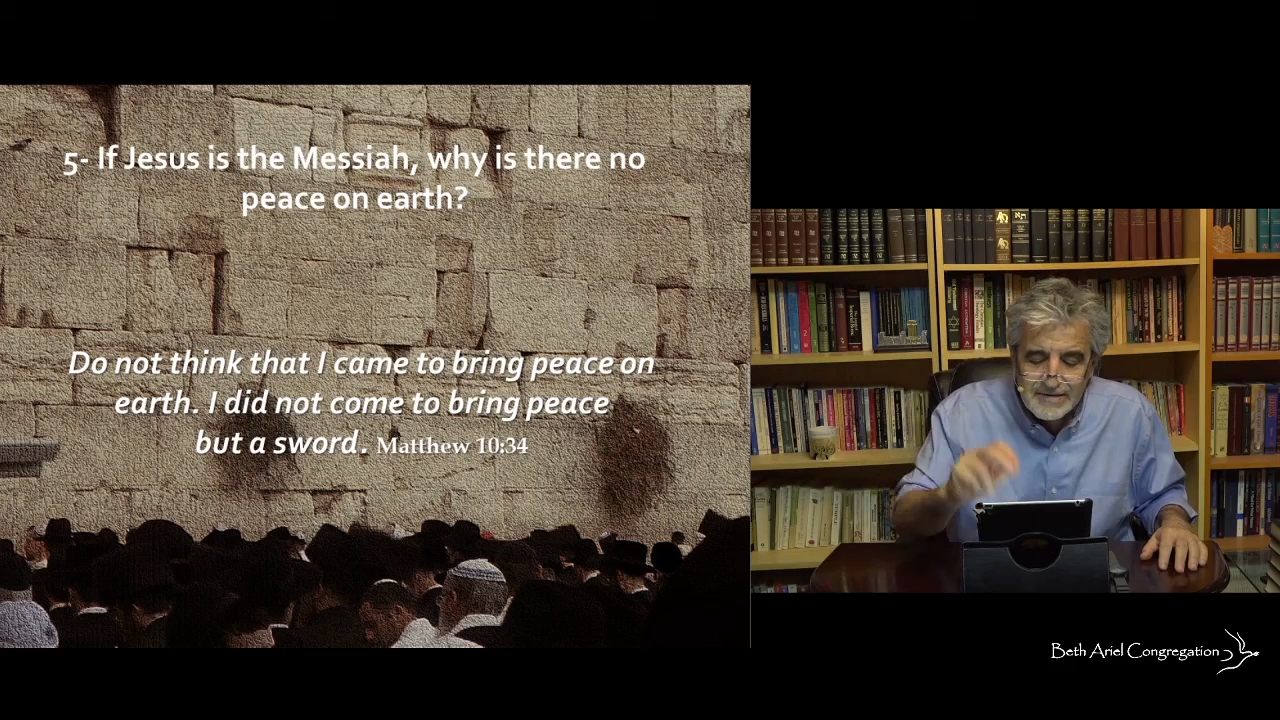 5- If Jesus is the Messiah, why is there no
peace on earth?
Do not think that I came to bring peace on
earth. I did not come to bring peace
but a sword. Matthew 10:34
Beth Ariel Congregation